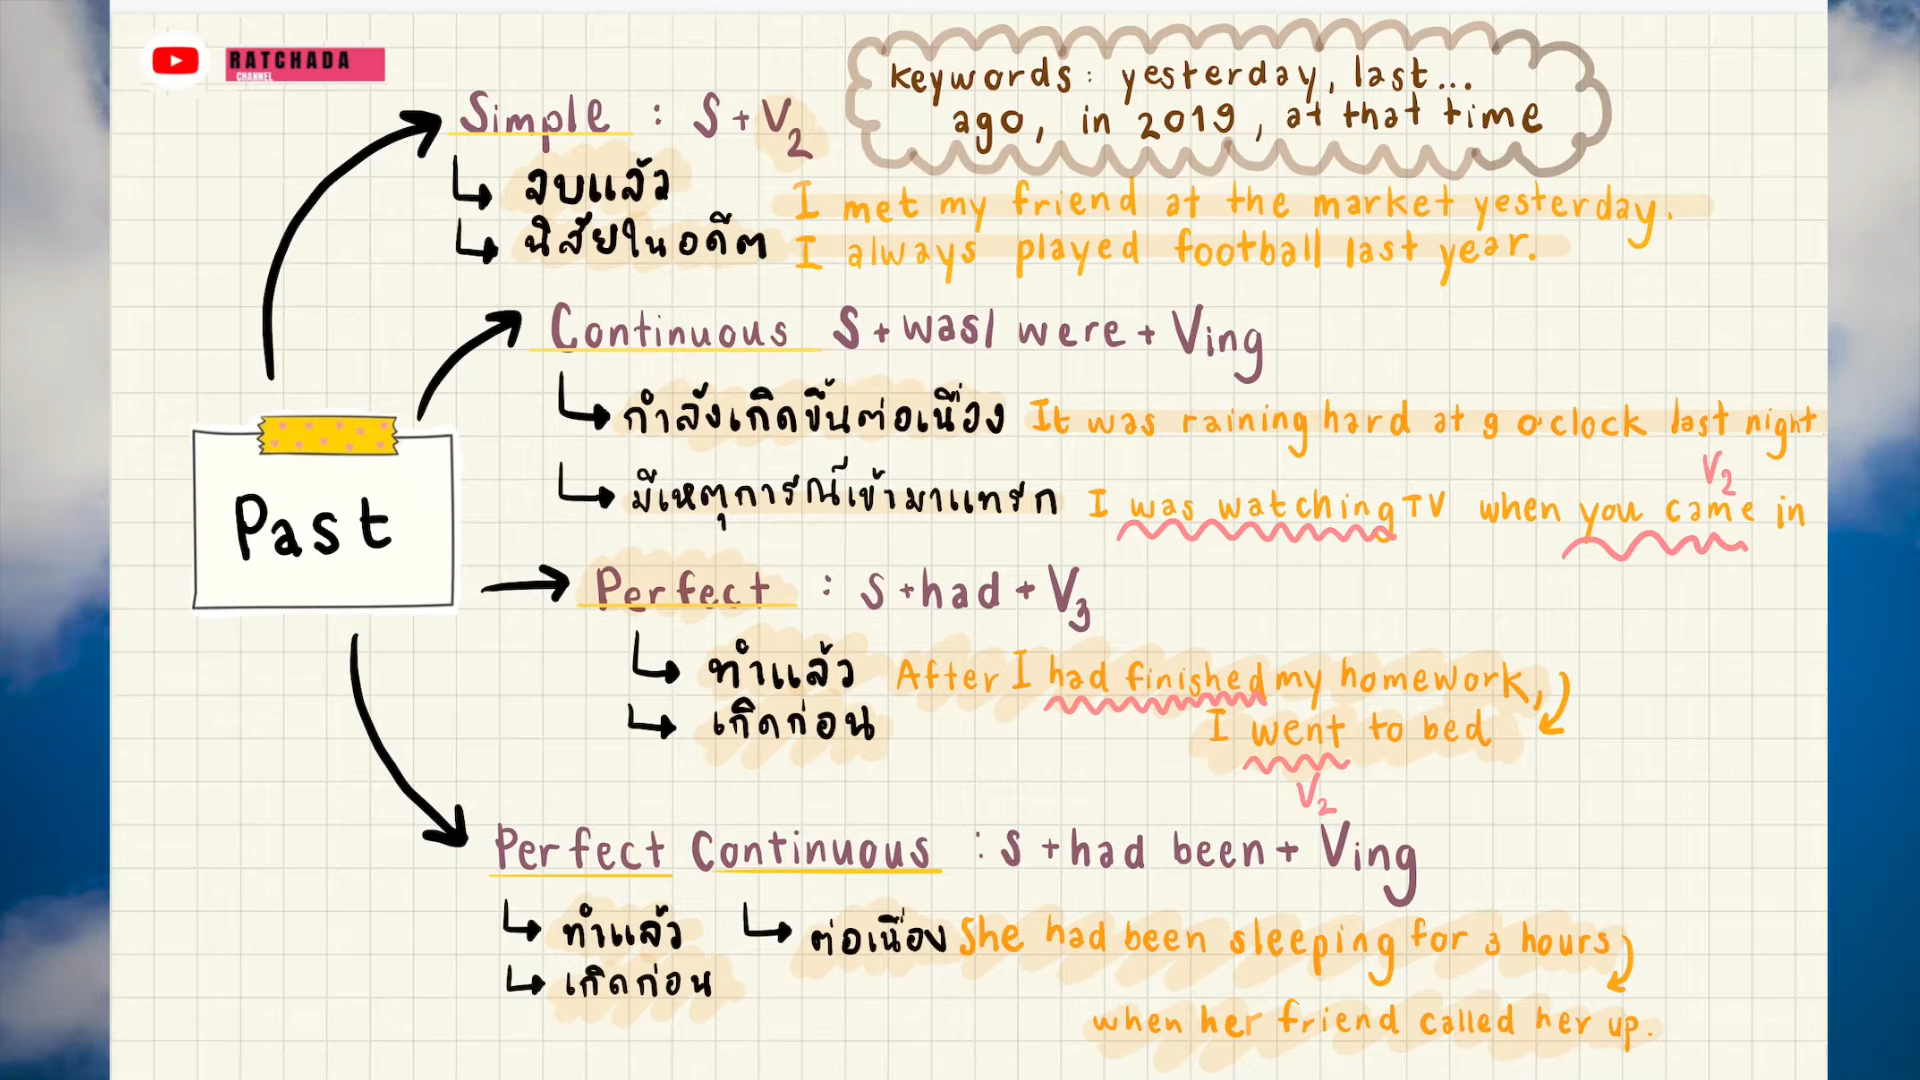 RATCHADA
CHANNEL
keywords: yesterday, last...
ago, in 2019, at that time
Simple : S + V2
จบแล้ว
นิสัยในอดีต
I met my friend at the market yesterday.
I always played football last year.
Continuous S + was/ were + Ving
กำลังเกิดขึ้นต่อเนื่อง It was raining hard at 9 o'clock last night.
V2
มีเหตุการณ์เข้ามาแทรก I was watching TV when you came in
Past
Perfect : S + had + V3
ทำแล้ว After I had finished my homework,
เกิดก่อน I went to bed
V2
Perfect Continuous : S + had been + Ving
ทำแล้ว ต่อเนื่อง She had been sleeping for 3 hours
เกิดก่อน
when her friend called her up.